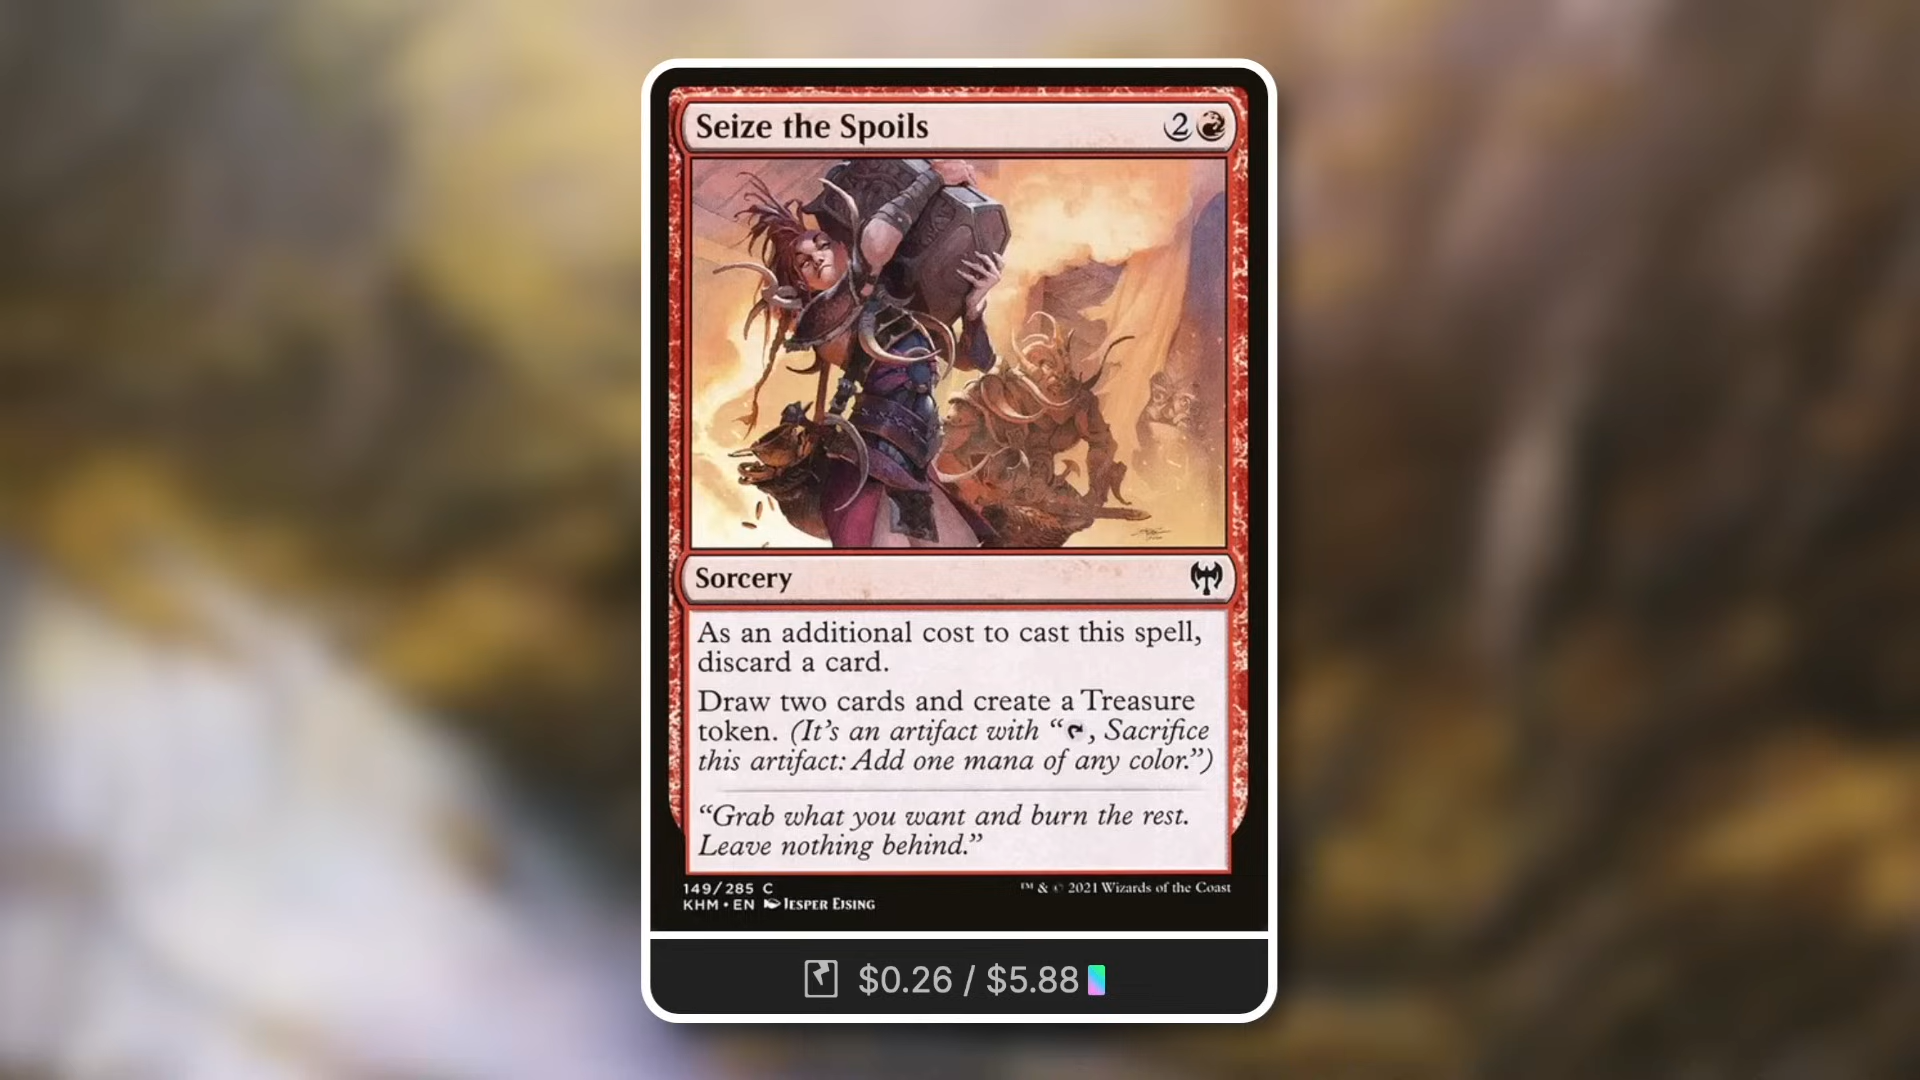 Seize the Spoils 2
Sorcery
As an additional cost to cast this spell,
discard a card.
Draw two cards and create a Treasure
token. (It's an artifact with “, Sacrifice
this artifact: Add one mana of any color.”)
“Grab what you want and burn the rest.
Leave nothing behind.”
149/285 C
™ & © 2021 Wizards of the Coast
KHM • EN JESPER EJSING
$0.26 / $5.88